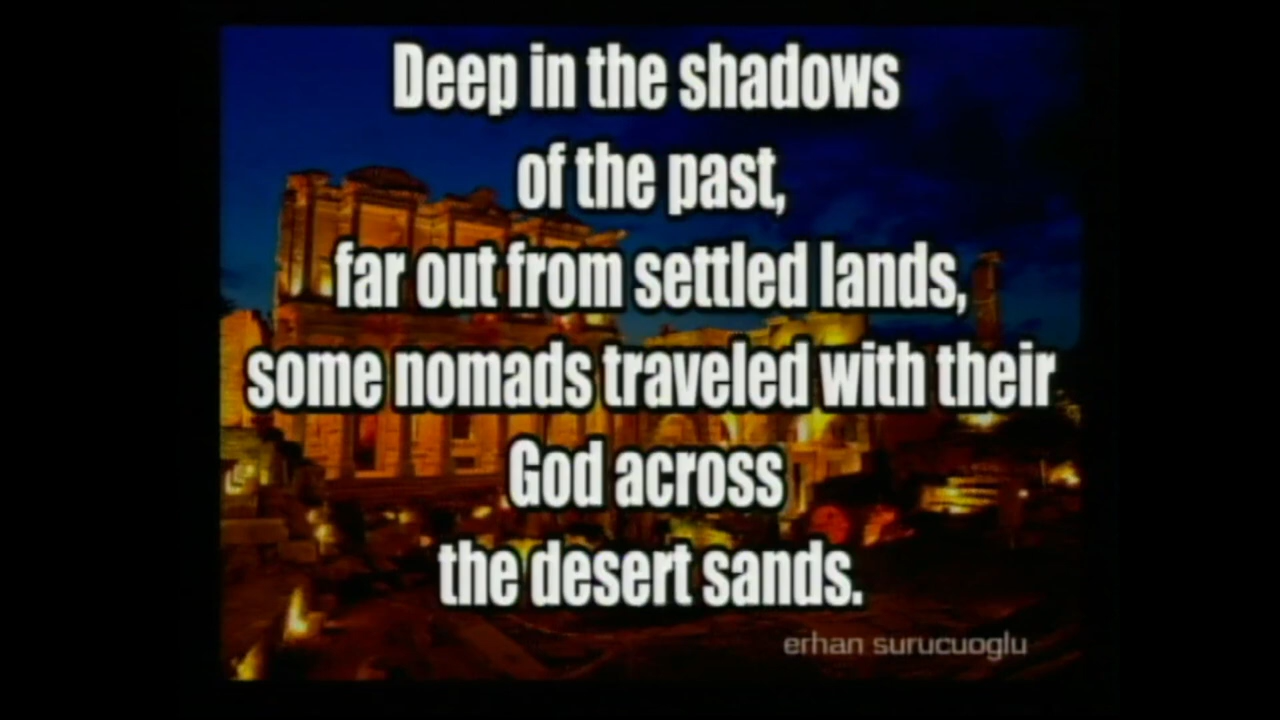 Deep in the shadows
of the past,
far out from settled lands,
some nomads traveled with their
God across
the desert sands.
erhan surucuoglu